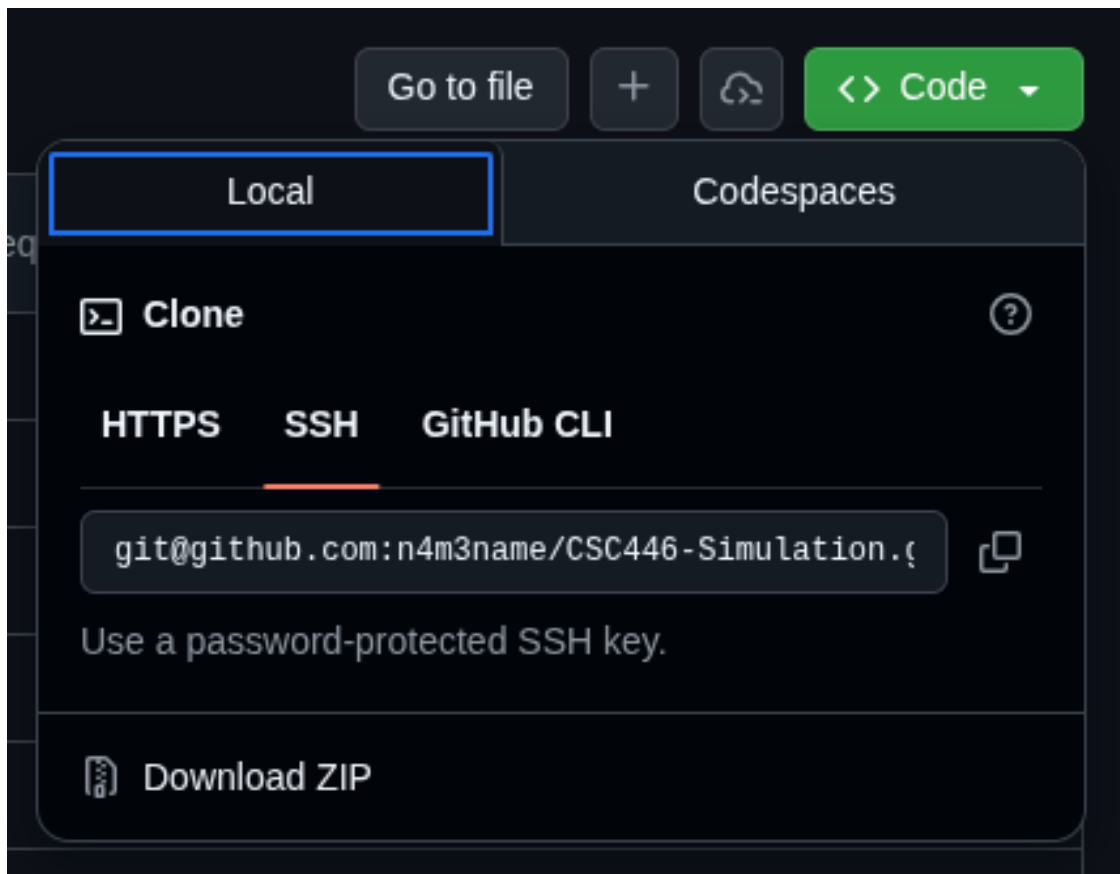 Go to file
Code
Local
Codespaces
eq
Clone
HTTPS
SSH
GitHub CLI
git@github.com:n4m3name/CSC446-Simulation.g
Use a password-protected SSH key.
Download ZIP